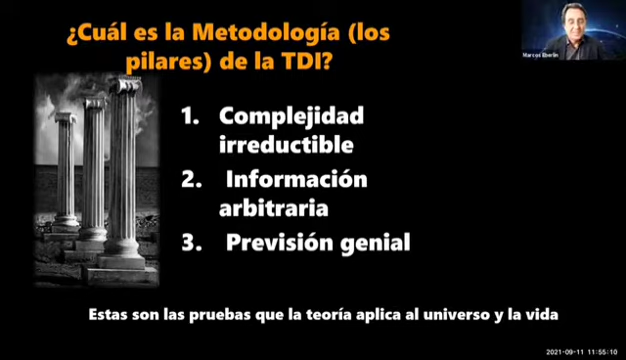 ¿Cuál es la Metodología (los
pilares) de la TDI?
Marcos Eberlin
1. Complejidad
irreductible
2. Información
arbitraria
3. Previsión genial
Estas son las pruebas que la teoría aplica al universo y la vida
2021-09-11 11:55:10